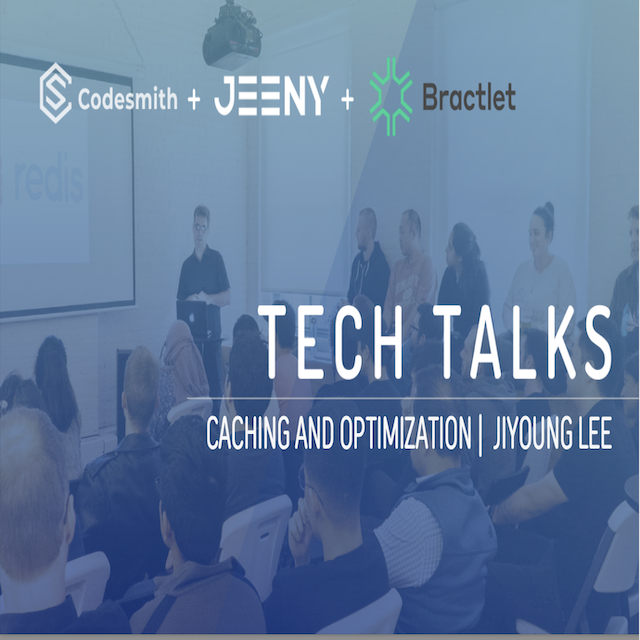 Codesmith + JEENY + Bractlet
redis
TECH TALKS
CACHING AND OPTIMIZATION | JIYOUNG LEE